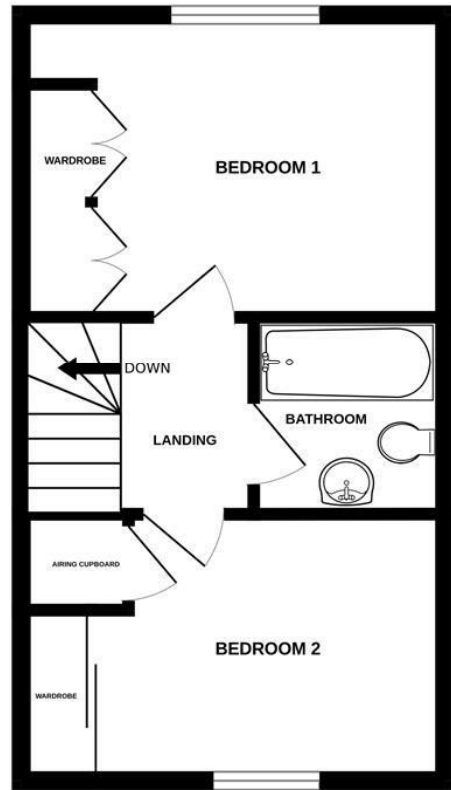 WARDROBE
BEDROOM 1
DOWN
BATHROOM
LANDING
AIRING CUPBOARD
BEDROOM 2
WARDROBE